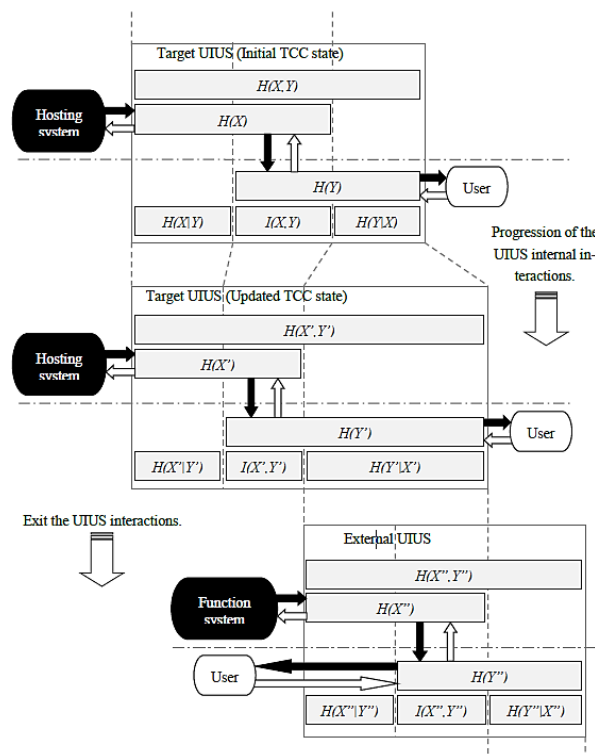 Target UIUS (Initial TCC state)
H(X,Y)
Hosting
system
H(X)
H(Y)
User
H(X|Y)
I(X,Y)
H(Y|X)
Progression of the
UIUS internal in-
teractions.
Target UIUS (Updated TCC state)
H(X’,Y’)
Hosting
system
H(X’)
H(Y’)
User
H(X’|Y’)
I(X’,Y’)
H(Y’|X’)
Exit the UIUS interactions.
External UIUS
H(X”,Y”)
Function
system
H(X”)
User
H(Y”)
H(X”|Y”)
I(X”,Y”)
H(Y”|X”)